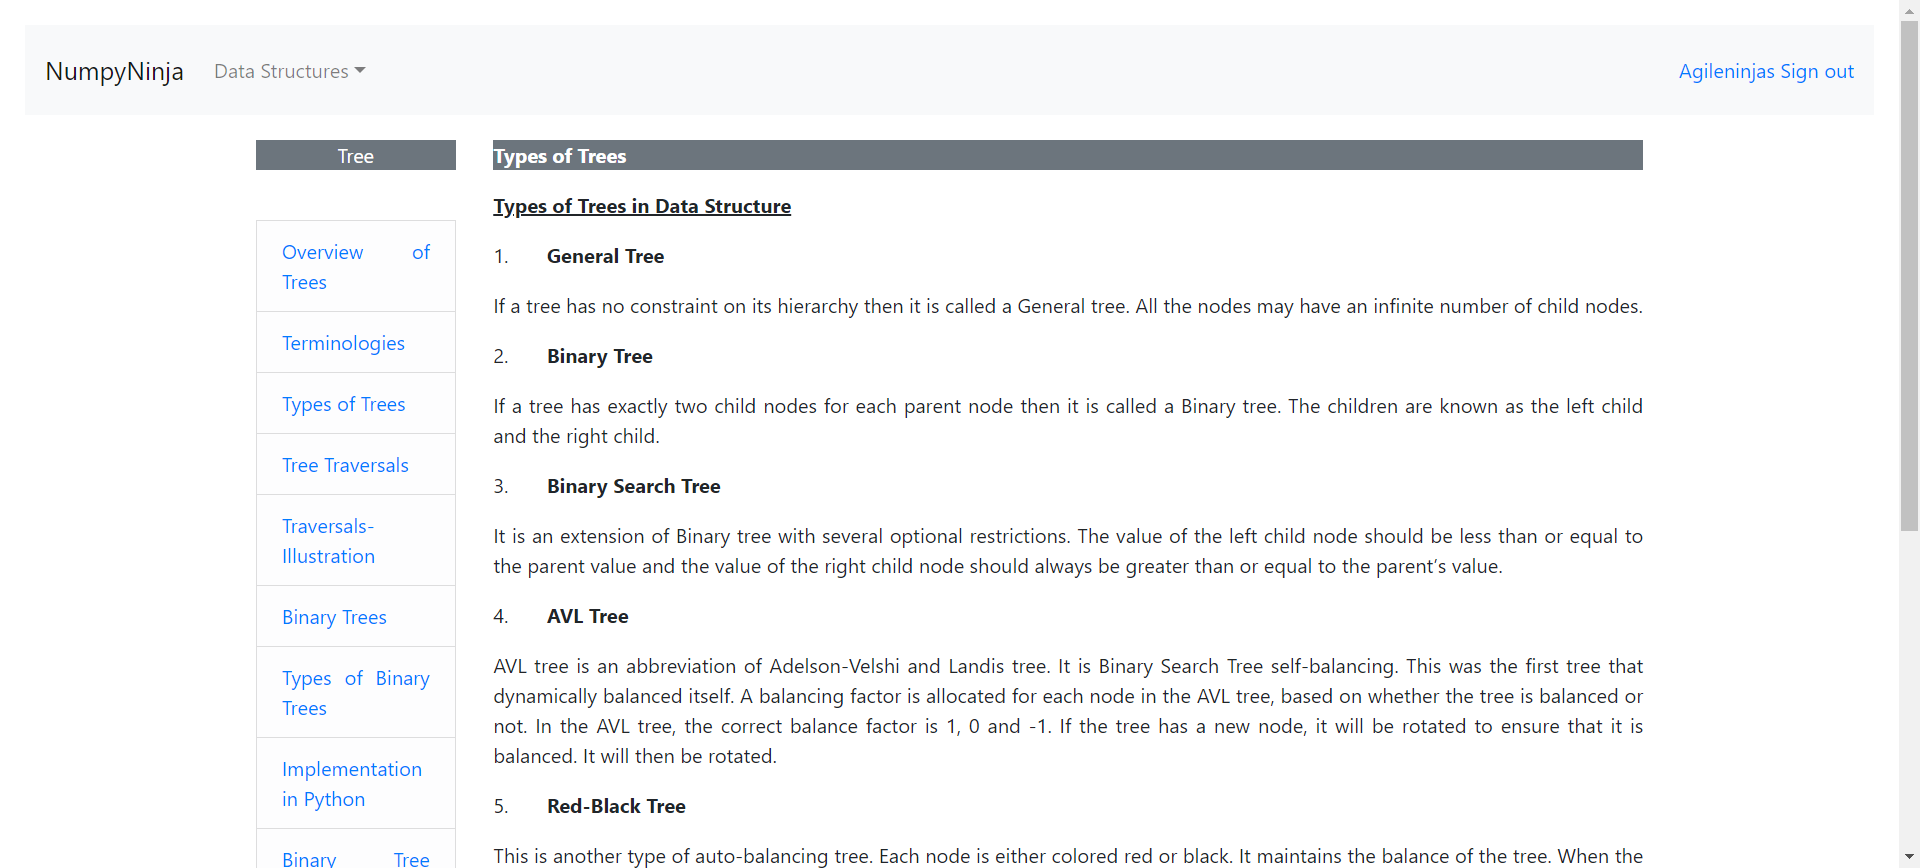 NumpyNinja Data Structures Agileninjas Sign out
Tree
Overview of
Trees
Terminologies
Types of Trees
Tree Traversals
Traversals-
Illustration
Binary Trees
Types of Binary
Trees
Implementation
in Python
Binary Tree
Types of Trees
Types of Trees in Data Structure
1. General Tree
If a tree has no constraint on its hierarchy then it is called a General tree. All the nodes may have an infinite number of child nodes.
2. Binary Tree
If a tree has exactly two child nodes for each parent node then it is called a Binary tree. The children are known as the left child
and the right child.
3. Binary Search Tree
It is an extension of Binary tree with several optional restrictions. The value of the left child node should be less than or equal to
the parent value and the value of the right child node should always be greater than or equal to the parent’s value.
4. AVL Tree
AVL tree is an abbreviation of Adelson-Velshi and Landis tree. It is Binary Search Tree self-balancing. This was the first tree that
dynamically balanced itself. A balancing factor is allocated for each node in the AVL tree, based on whether the tree is balanced or
not. In the AVL tree, the correct balance factor is 1, 0 and -1. If the tree has a new node, it will be rotated to ensure that it is
balanced. It will then be rotated.
5. Red-Black Tree
This is another type of auto-balancing tree. Each node is either colored red or black. It maintains the balance of the tree. When the